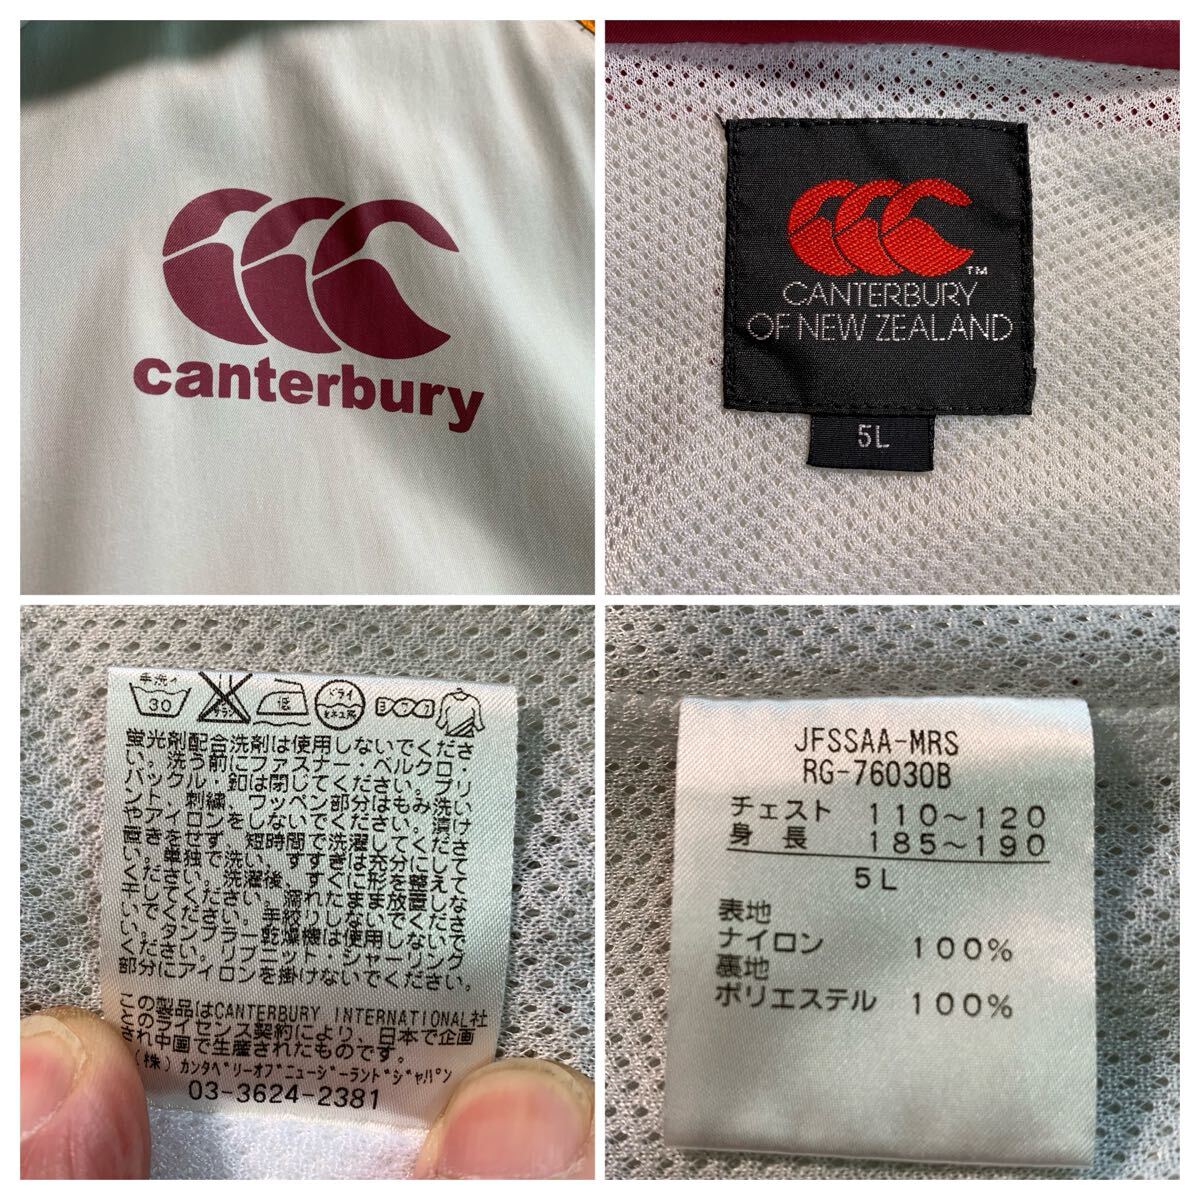 canterbury
TM
CANTERBURY
OF NEW ZEALAND
5L
手洗イ
30
低
ドライ
セキユ系
蛍光剤配合洗剤は使用しないでくださ
い。洗う前にファスナー・ベルクロ・
バックル・釦は閉じてください。プリ
ント、刺繍、ワッペン部分はもみ洗い
やアイロンをしないでください。漬け
置きをせず、短時間で洗濯してくださ
い。単独で洗い、すすぎは充分にして
ください。洗濯後、すぐに形を整えて
干してください。濡れたまま放置しな
いでください。手絞りしないでくださ
い。タンブラー乾燥機は使用しないで
ください。リブニット・シャーリング
部分にアイロンを掛けないでください。
この製品はCANTERBURY INTERNATIONAL社
とのライセンス契約により、日本で企画
され中国で生産されたものです。
(株) カンタベリーオブニュージーランドジャパン
03-3624-2381
JFSSAA-MRS
RG-76030B
チェスト 110～120
身長 185～190
5L
表地
ナイロン 100%
裏地
ポリエステル 100%